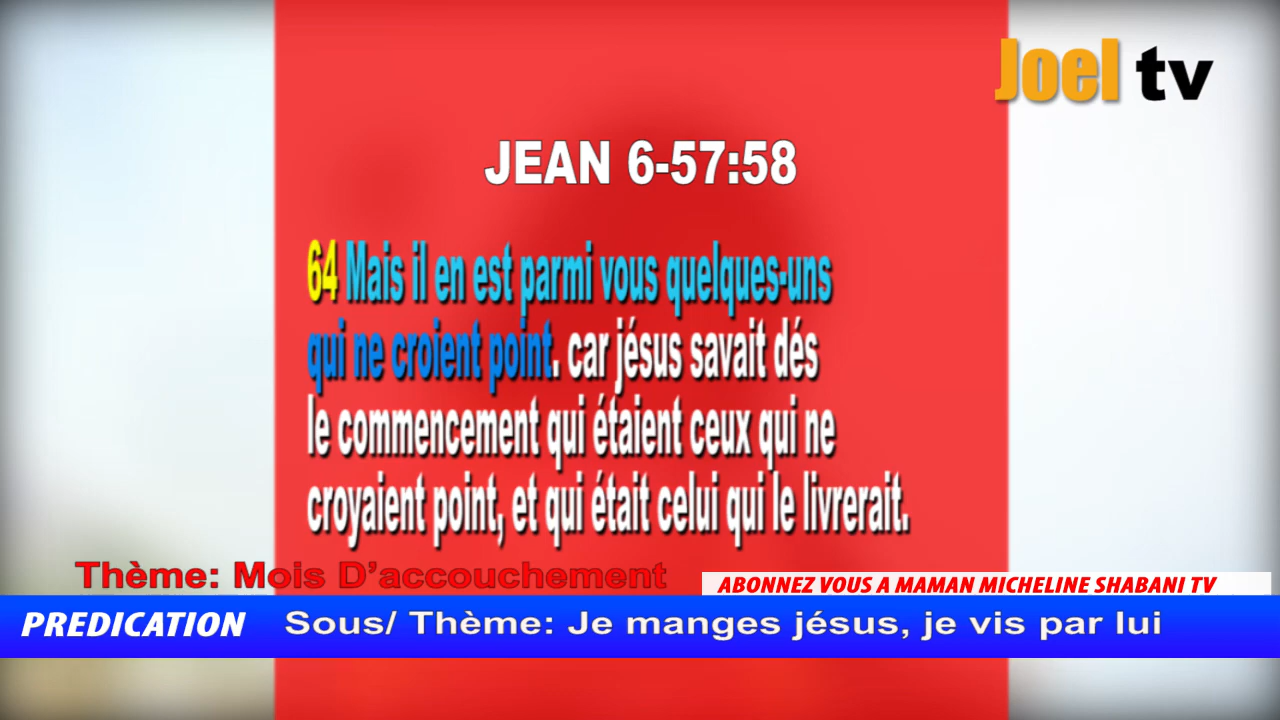 Joel tv
JEAN 6-57:58
64 Mais il en est parmi vous quelques-uns
qui ne croient point. car jésus savait dés
le commencement qui étaient ceux qui ne
croyaient point, et qui était celui qui le livrerait.
Thème: Mois D’accouchement
ABONNEZ VOUS A MAMAN MICHELINE SHABANI TV
PREDICATION
Sous/ Thème: Je manges jésus, je vis par lui